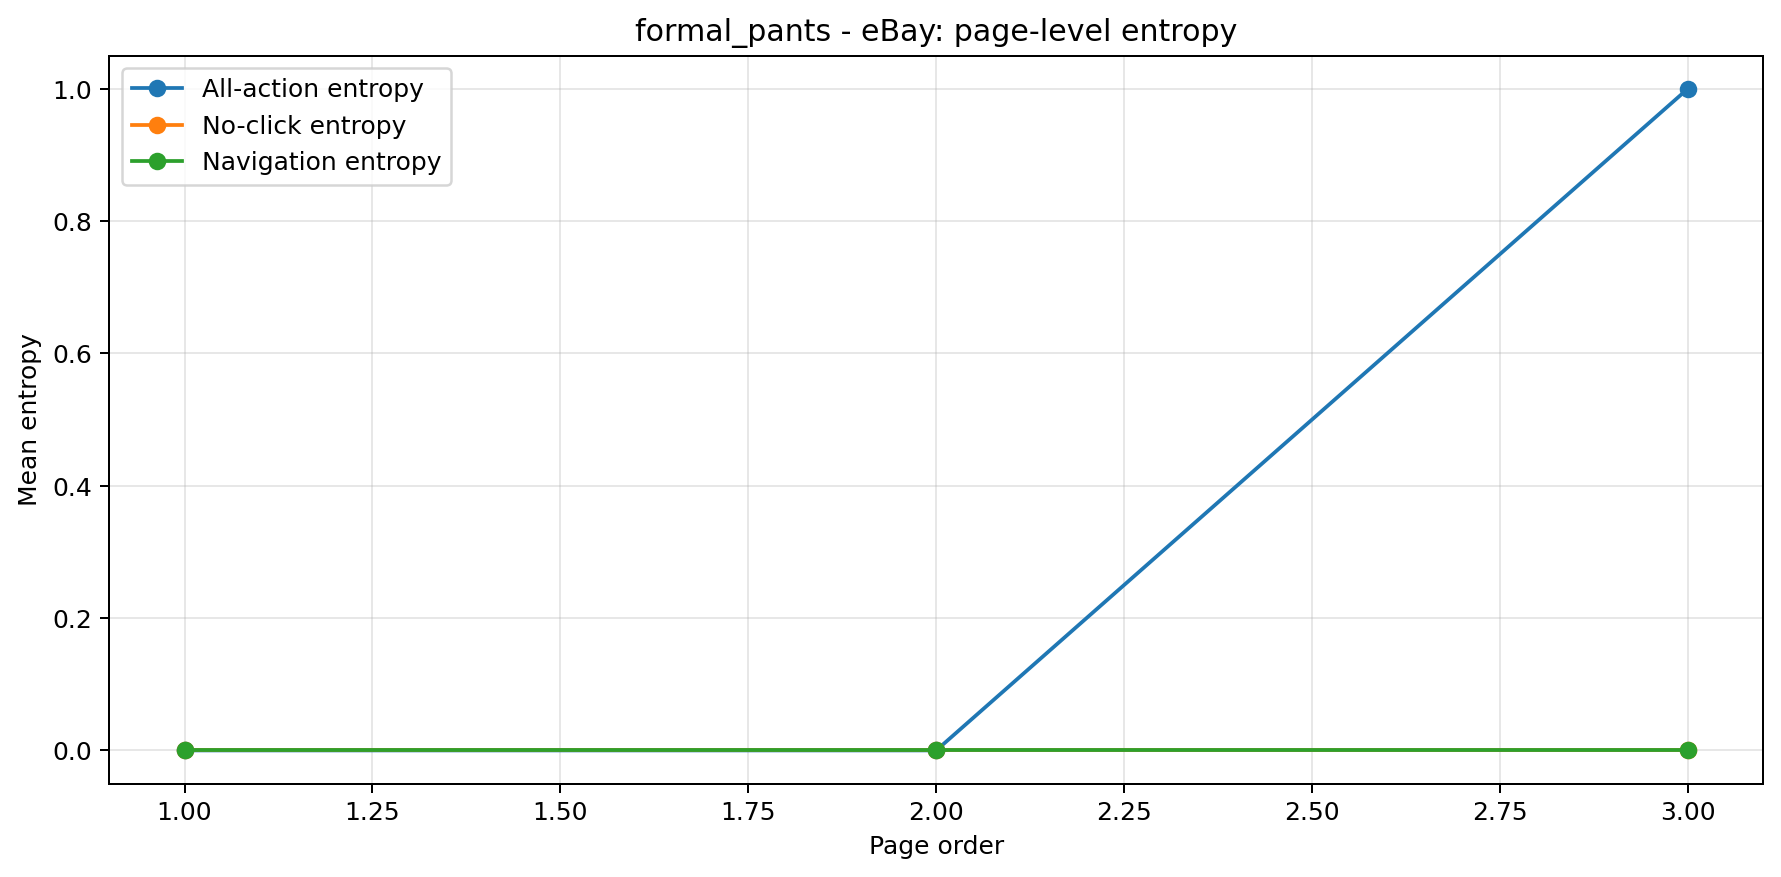 formal_pants - eBay: page-level entropy
All-action entropy
No-click entropy
Navigation entropy
Mean entropy
1.0
0.8
0.6
0.4
0.2
0.0
1.00 1.25 1.50 1.75 2.00 2.25 2.50 2.75 3.00
Page order